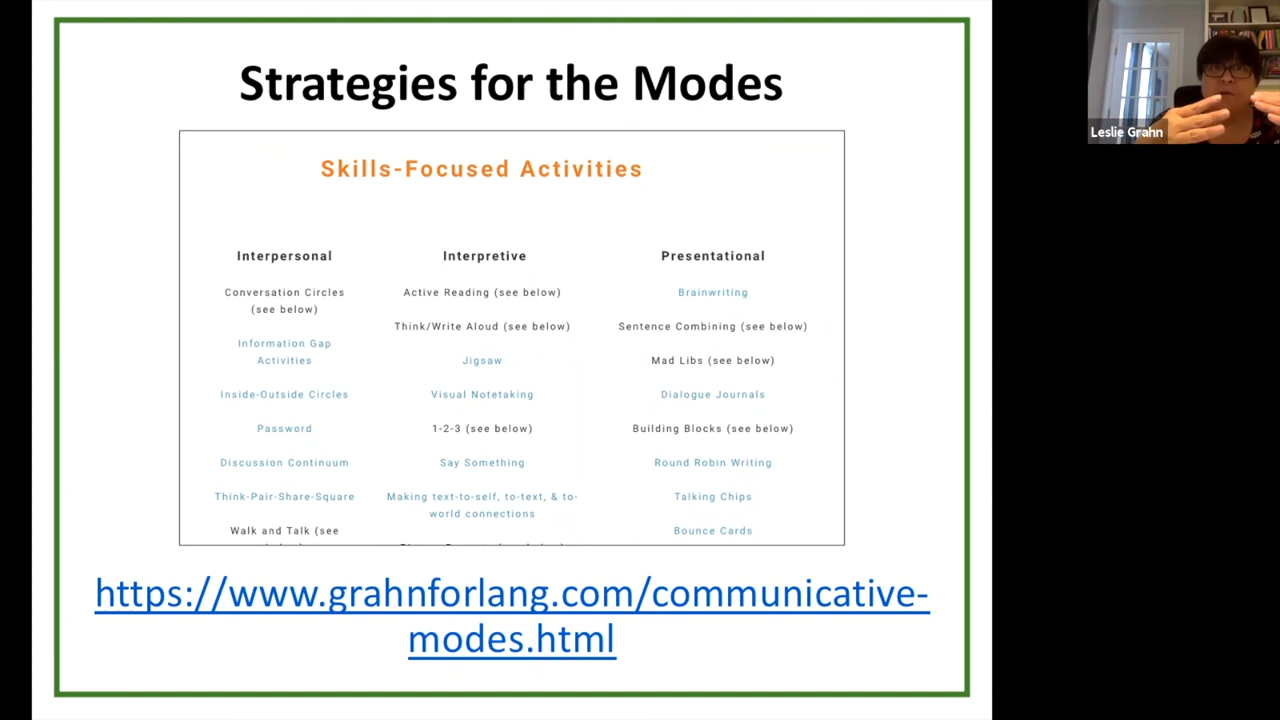 Strategies for the Modes
Skills-Focused Activities
Interpersonal
Conversation Circles
(see below)
Information Gap
Activities
Inside-Outside Circles
Password
Discussion Continuum
Think-Pair-Share-Square
Walk and Talk (see
Interpretive
Active Reading (see below)
Think/Write Aloud (see below)
Jigsaw
Visual Notetaking
1-2-3 (see below)
Say Something
Making text-to-self, to-text, & to-
world connections
Presentational
Brainwriting
Sentence Combining (see below)
Mad Libs (see below)
Dialogue Journals
Building Blocks (see below)
Round Robin Writing
Talking Chips
Bounce Cards
https://www.grahnforlang.com/communicative-
modes.html
Leslie Grahn